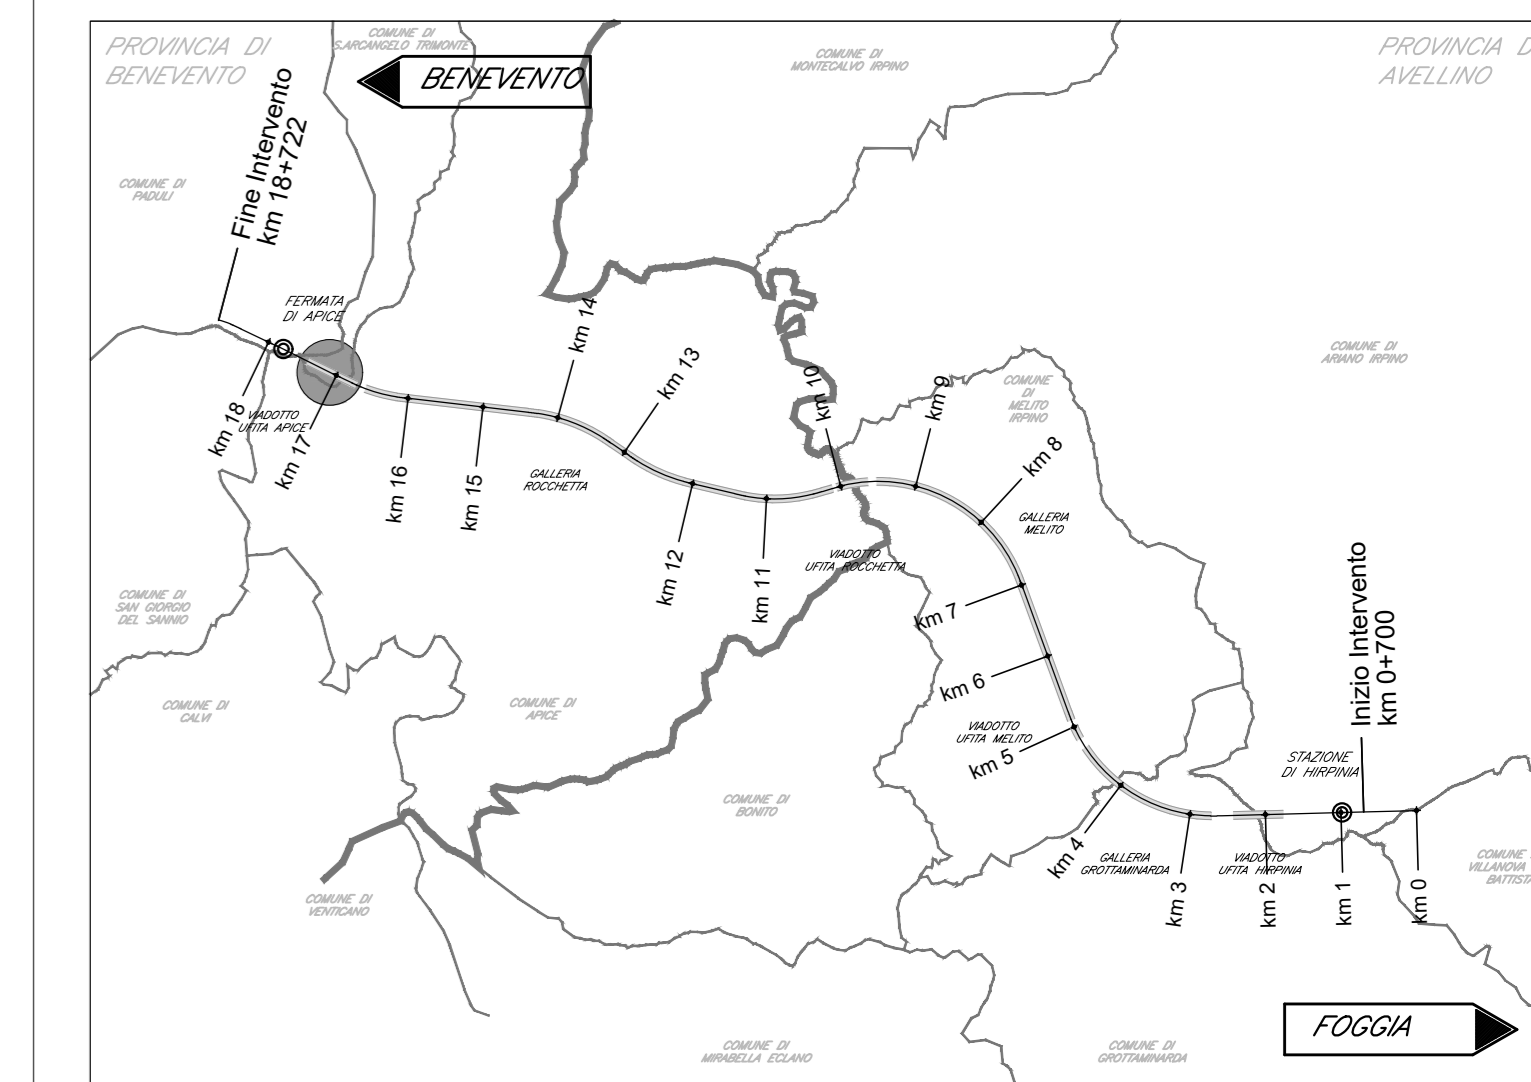 PROVINCIA DI
BENEVENTO
COMUNE DI
S.ARCANGELO TRIMONTE
BENEVENTO
COMUNE DI
MONTECALVO IRPINO
PROVINCIA D
AVELLINO
Fine Intervento
km 18+722
COMUNE DI
PADULI
FERMATA
DI APICE
km 14
km 13
km 10
km 9
COMUNE
DI
MELITO
IRPINO
COMUNE DI
ARIANO IRPINO
km 18
VIADOTTO
UFITA APICE
km 17
km 16
km 15
GALLERIA
ROCCHETTA
km 12
km 11
VIADOTTO
UFITA ROCCHETTA
km 8
GALLERIA
MELITO
km 7
km 6
VIADOTTO
UFITA MELITO
km 5
Inizio Intervento
km 0+700
STAZIONE
DI HIRPINIA
COMUNE DI
SAN GIORGIO
DEL SANNIO
COMUNE DI
CALVI
COMUNE DI
APICE
COMUNE DI
BONITO
km 4
GALLERIA
GROTTAMINARDA
km 3
VIADOTTO
UFITA HIRPINIA
km 2
km 1
km 0
COMUNE
VILLANOVA
BATTISTA
COMUNE DI
VENTICANO
COMUNE DI
MIRABELLA ECLANO
COMUNE DI
GROTTAMINARDA
FOGGIA